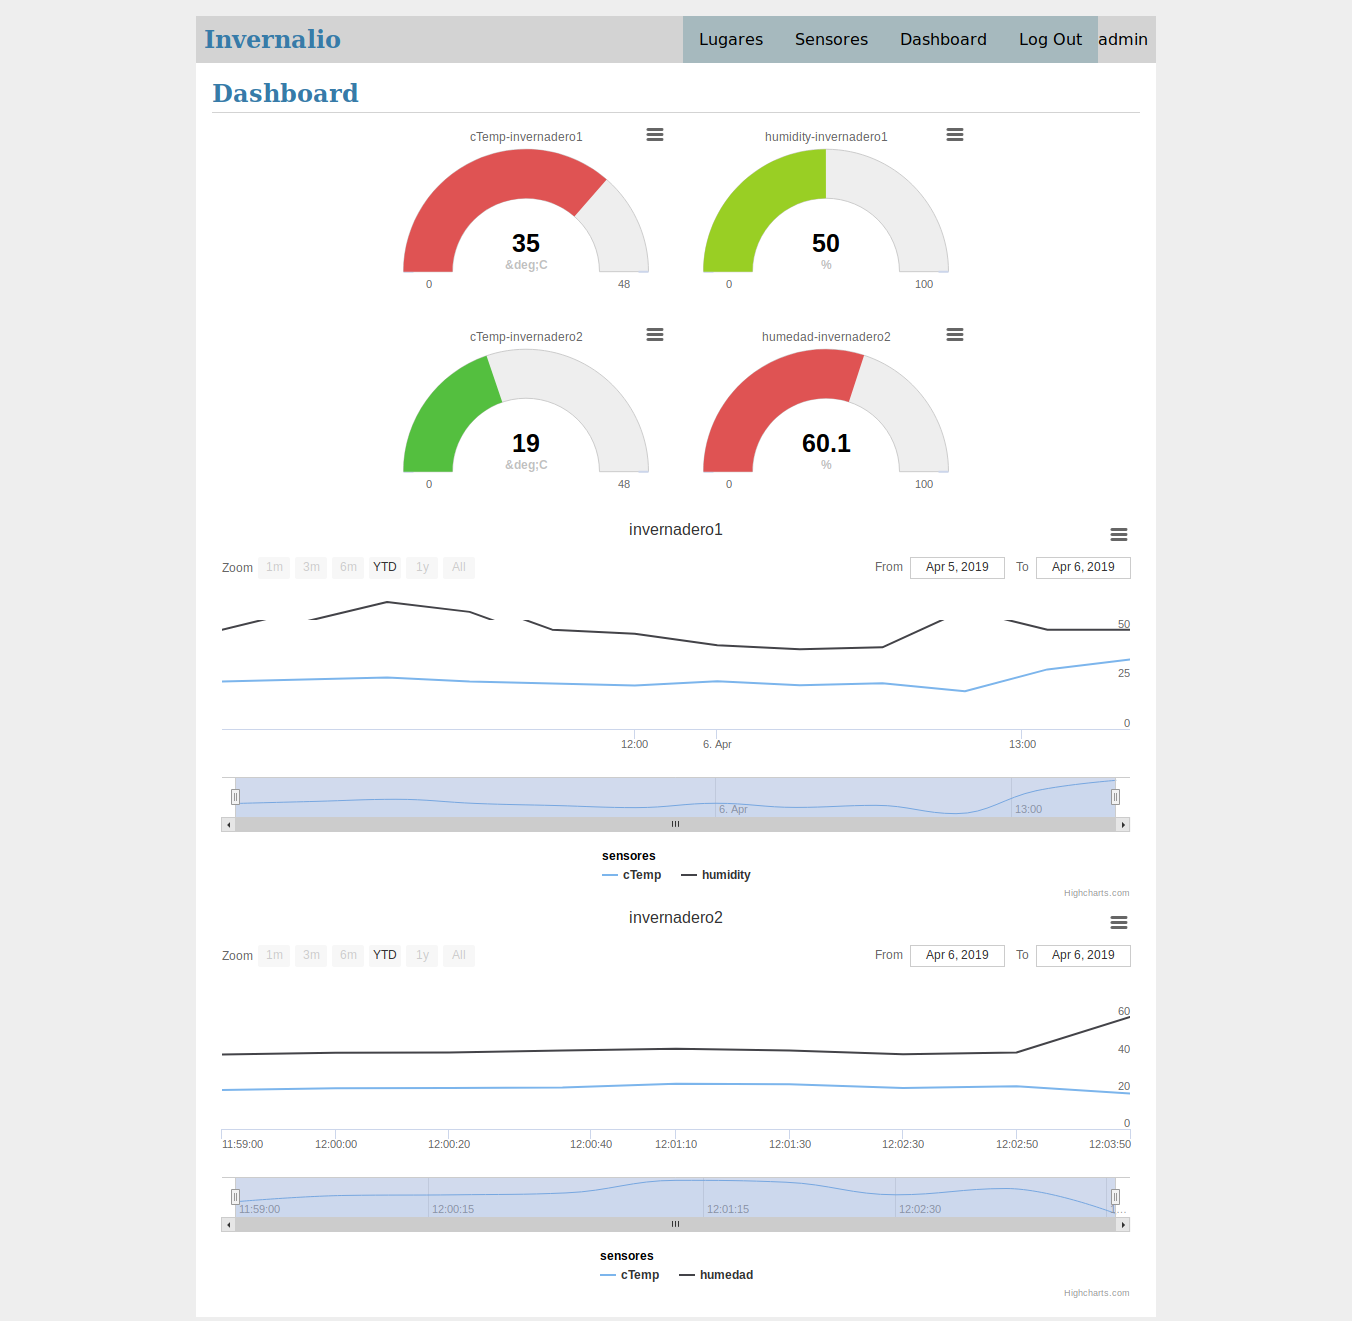 Invernalio Lugares Sensores Dashboard Log Out admin
Dashboard
cTemp-invernadero1
35
&deg;C
0 48
humidity-invernadero1
50
%
0 100
cTemp-invernadero2
19
&deg;C
0 48
humedad-invernadero2
60.1
%
0 100
invernadero1
Zoom 1m 3m 6m YTD 1y All From Apr 5, 2019 To Apr 6, 2019
50
25
0
12:00 6. Apr 13:00
6. Apr 13:00
sensores
cTemp humidity
Highcharts.com
invernadero2
Zoom 1m 3m 6m YTD 1y All From Apr 6, 2019 To Apr 6, 2019
60
40
20
0
11:59:00 12:00:00 12:00:20 12:00:40 12:01:10 12:01:30 12:02:30 12:02:50 12:03:50
11:59:00 12:00:15 12:01:15 12:02:30 1…
sensores
cTemp humedad
Highcharts.com